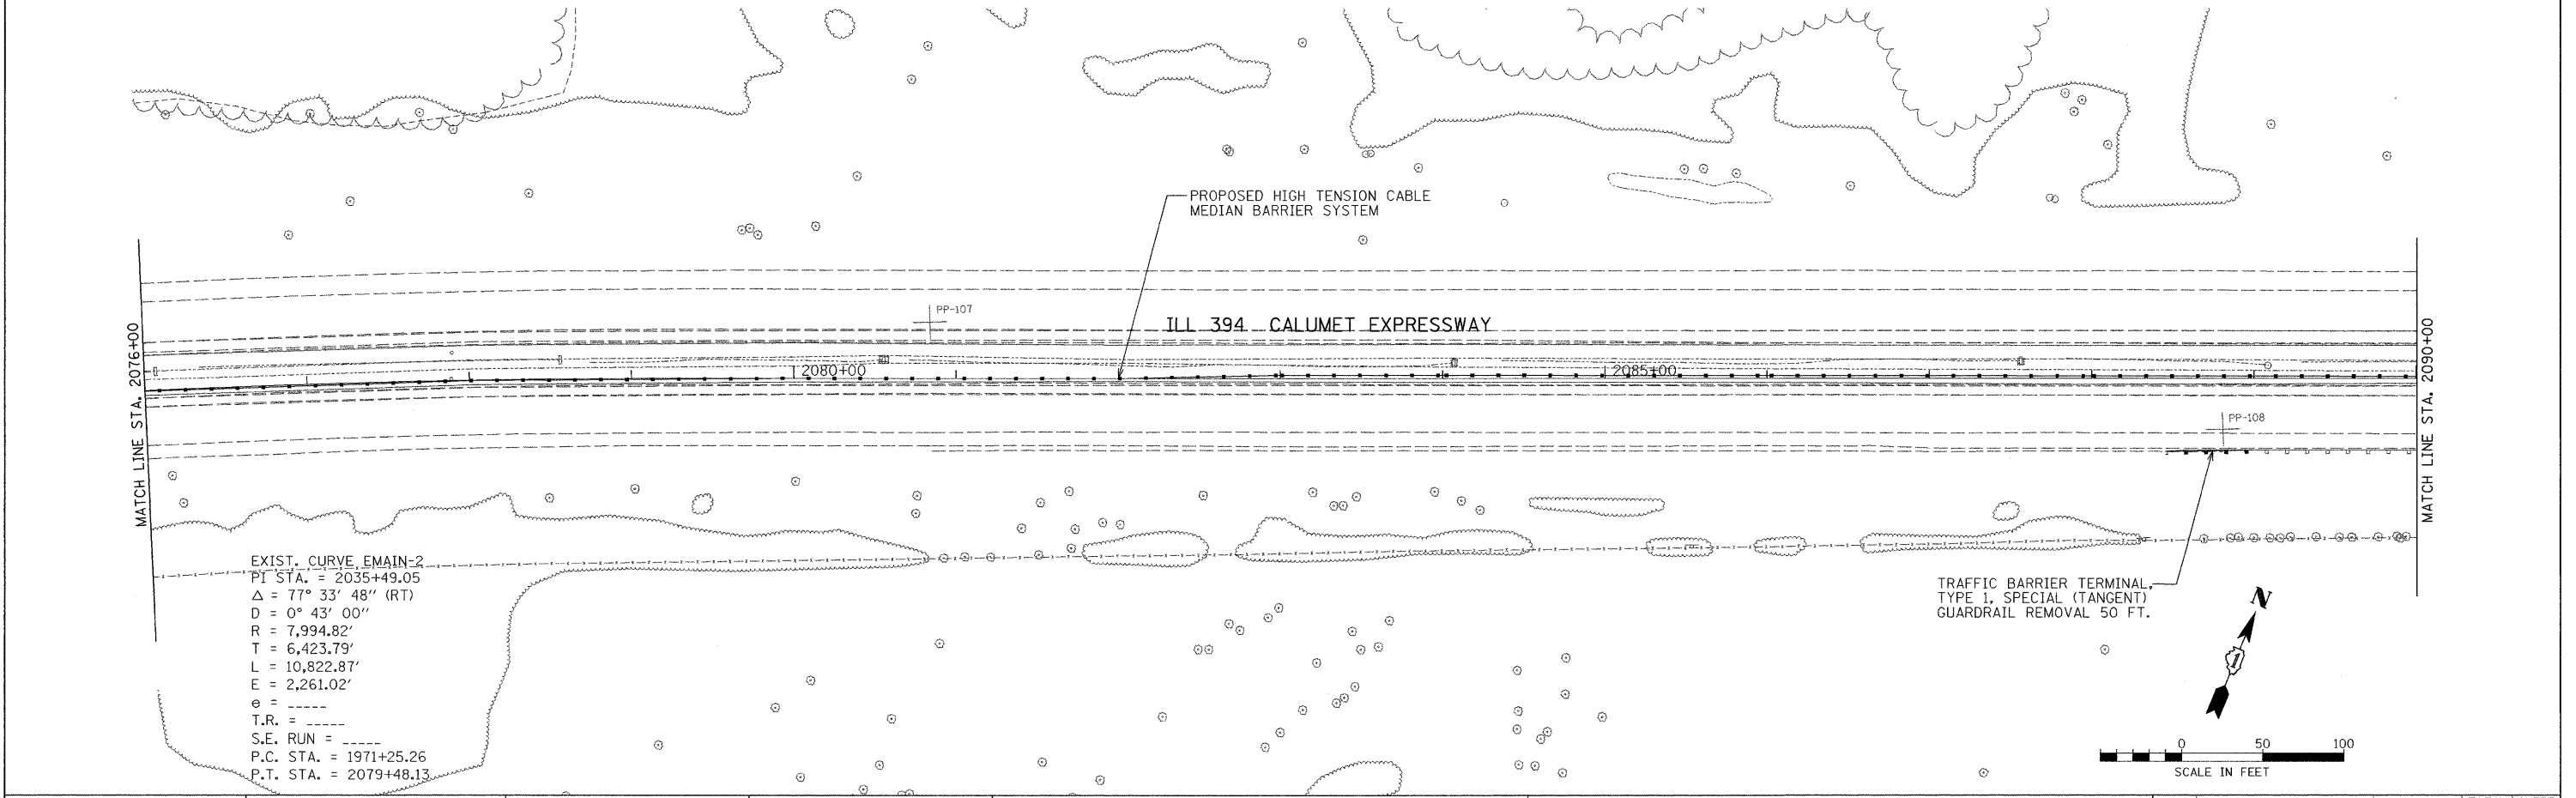 PROPOSED HIGH TENSION CABLE
MEDIAN BARRIER SYSTEM
PP-107
ILL 394 CALUMET EXPRESSWAY
MATCH LINE STA. 2076+00
2080+00
2085+00
MATCH LINE STA. 2090+00
PP-108
EXIST. CURVE EMAIN-2
PI STA. = 2035+49.05
Δ = 77° 33' 48" (RT)
D = 0° 43' 00"
R = 7,994.82'
T = 6,423.79'
L = 10,822.87'
E = 2,261.02'
e = _____
T.R. = _____
S.E. RUN = _____
P.C. STA. = 1971+25.26
P.T. STA. = 2079+48.13
TRAFFIC BARRIER TERMINAL,
TYPE 1, SPECIAL (TANGENT)
GUARDRAIL REMOVAL 50 FT.
N
1
0 50 100
SCALE IN FEET